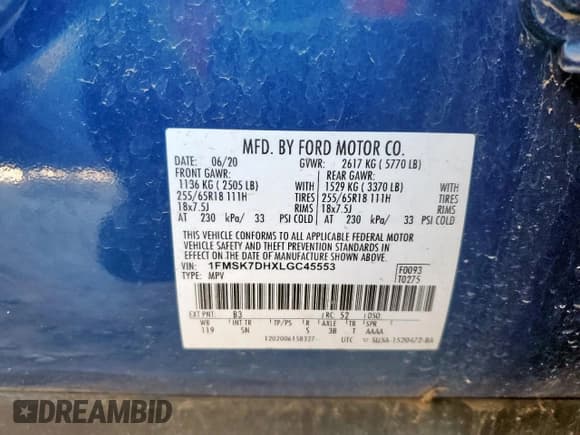 MFD. BY FORD MOTOR CO.
DATE: 06/20 GVWR: 2617 KG ( 5770 LB)
FRONT GAWR: REAR GAWR:
1136 KG ( 2505 LB) WITH 1529 KG ( 3370 LB) WITH
255/65R18 111H TIRES 255/65R18 111H TIRES
18x7.5J RIMS 18x7.5J RIMS
AT 230 kPa/ 33 PSI COLD AT 230 kPa/ 33 PSI COLD
THIS VEHICLE CONFORMS TO ALL APPLICABLE FEDERAL MOTOR
VEHICLE SAFETY AND THEFT PREVENTION STANDARDS IN
EFFECT ON THE DATE OF MANUFACTURE SHOWN ABOVE.
VIN: 1FMSK7DHXLGC45553 F0093
TYPE: MPV T0275
EXT PNT: B3 RC: 52 DSO:
WB INT TR TP/PS R AXLE TR SPR
119 SN 5 38 T AAAA
UTC
DREAMBID